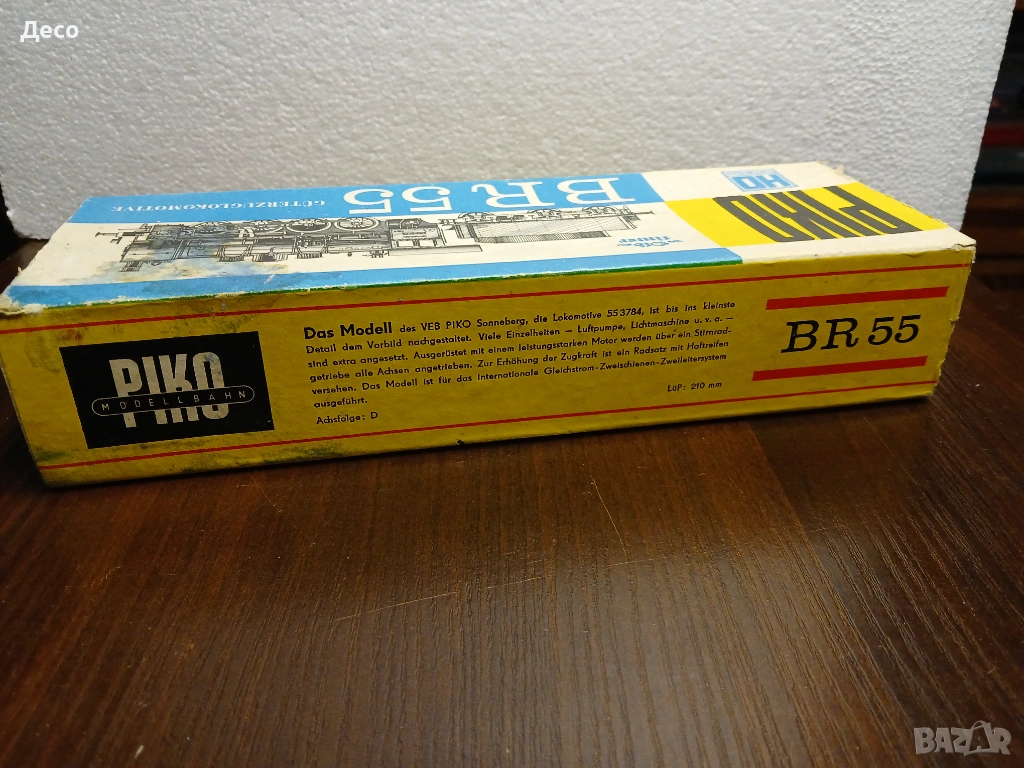 Десо
HO
PIKO
BR 55
GÜTERZUGLOKOMOTIVE
PIKO
MODELLBAHN
Das Modell des VEB PIKO Sonneberg, die Lokomotive 55 3784, ist bis ins kleinste
Detail dem Vorbild nachgestaltet. Viele Einzelheiten – Luftpumpe, Lichtmaschine u. v. a. –
sind extra angesetzt. Ausgerüstet mit einem leistungsstarken Motor werden über ein Stirnrad-
getriebe alle Achsen angetrieben. Zur Erhöhung der Zugkraft ist ein Radsatz mit Haftreifen
versehen. Das Modell ist für das internationale Gleichstrom-Zweischienen-Zweileitersystem
ausgeführt.
Achsfolge: D
LüP: 210 mm
BR 55
BAZAR